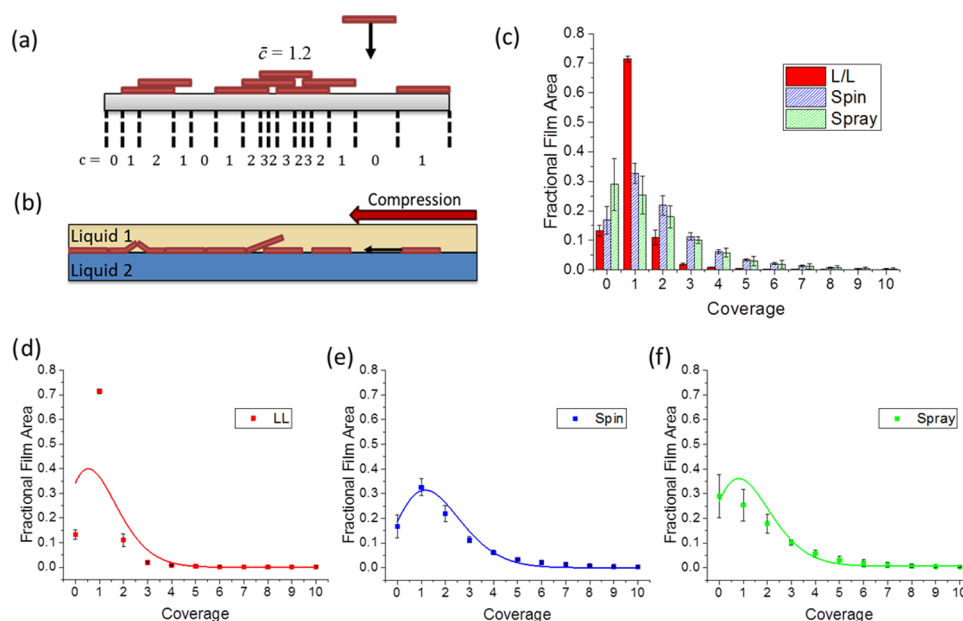 (a)
c̄ = 1.2
c = 0 1 2 1 0 1 2 3 2 3 2 3 2 1 0 1
(b)
Compression
Liquid 1
Liquid 2
(c)
Fractional Film Area
0.8
0.7
0.6
0.5
0.4
0.3
0.2
0.1
0.0
L/L
Spin
Spray
0 1 2 3 4 5 6 7 8 9 10
Coverage
(d)
Fractional Film Area
0.8
0.7
0.6
0.5
0.4
0.3
0.2
0.1
0.0
LL
0 1 2 3 4 5 6 7 8 9 10
Coverage
(e)
Fractional Film Area
0.8
0.7
0.6
0.5
0.4
0.3
0.2
0.1
0.0
Spin
0 1 2 3 4 5 6 7 8 9 10
Coverage
(f)
Fractional Film Area
0.8
0.7
0.6
0.5
0.4
0.3
0.2
0.1
0.0
Spray
0 1 2 3 4 5 6 7 8 9 10
Coverage